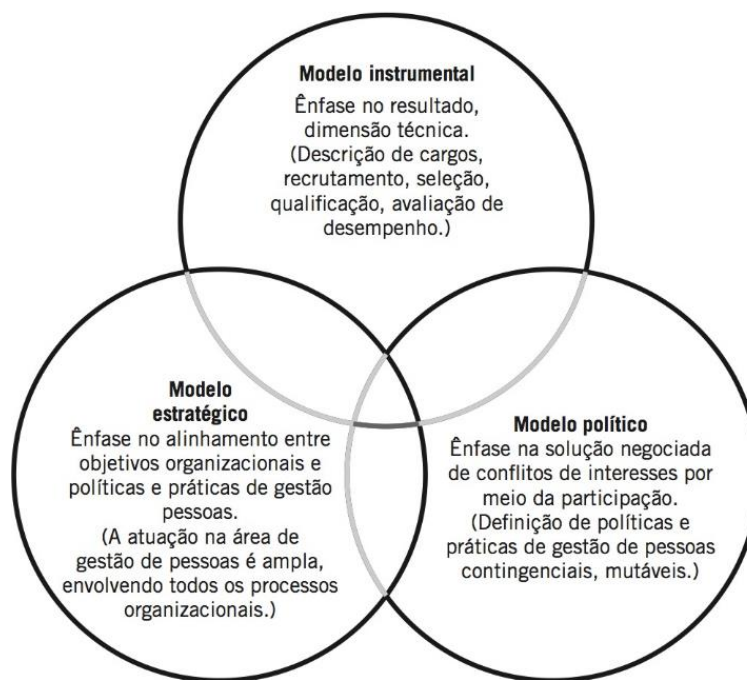 Modelo instrumental
Ênfase no resultado,
dimensão técnica.
(Descrição de cargos,
recrutamento, seleção,
qualificação, avaliação de
desempenho.)
Modelo
estratégico
Ênfase no alinhamento entre
objetivos organizacionais e
políticas e práticas de gestão
pessoas.
(A atuação na área de
gestão de pessoas é ampla,
envolvendo todos os processos
organizacionais.)
Modelo político
Ênfase na solução negociada
de conflitos de interesses por
meio da participação.
(Definição de políticas e
práticas de gestão de pessoas
contingenciais, mutáveis.)